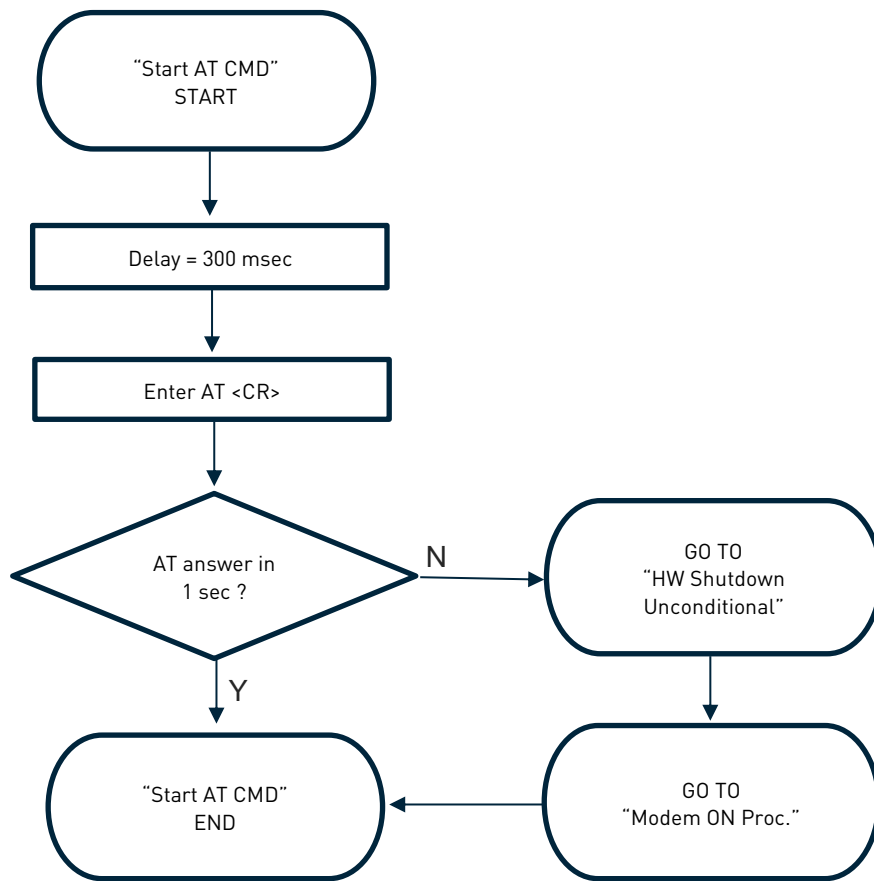 “Start AT CMD”
START
Delay = 300 msec
Enter AT <CR>
AT answer in
1 sec ?
N
GO TO
“HW Shutdown
Unconditional”
Y
“Start AT CMD”
END
GO TO
“Modem ON Proc.”